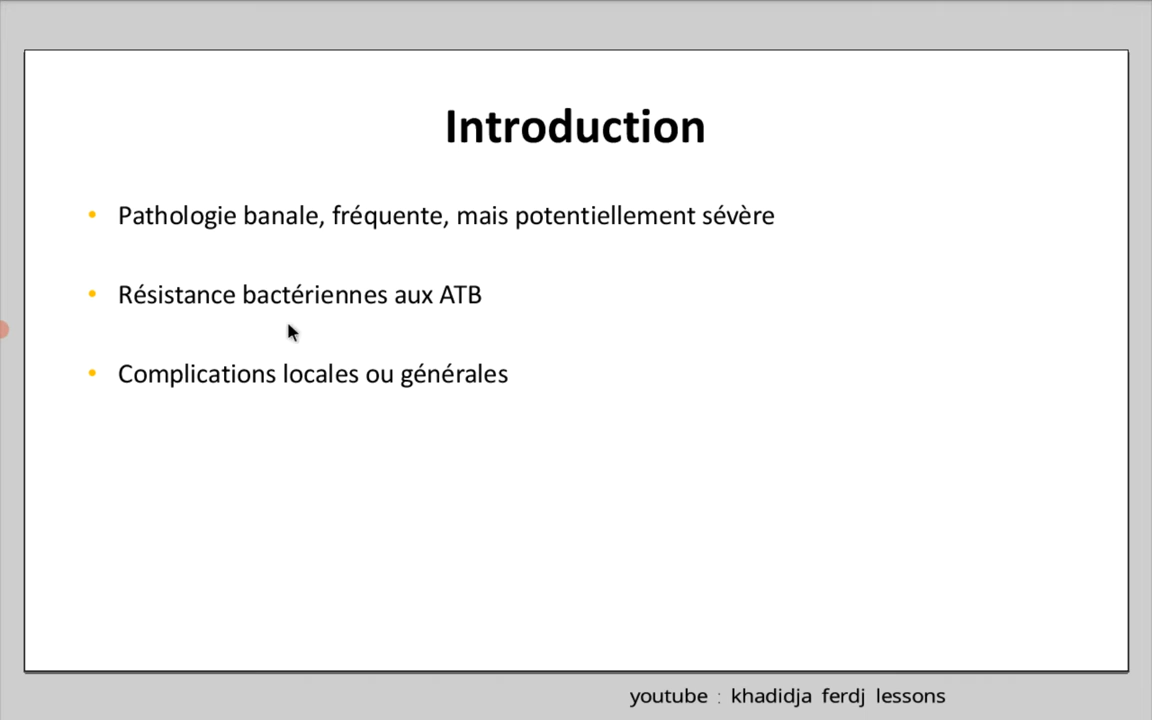 Introduction
• Pathologie banale, fréquente, mais potentiellement sévère
• Résistance bactériennes aux ATB
• Complications locales ou générales
youtube : khadidja ferdj lessons